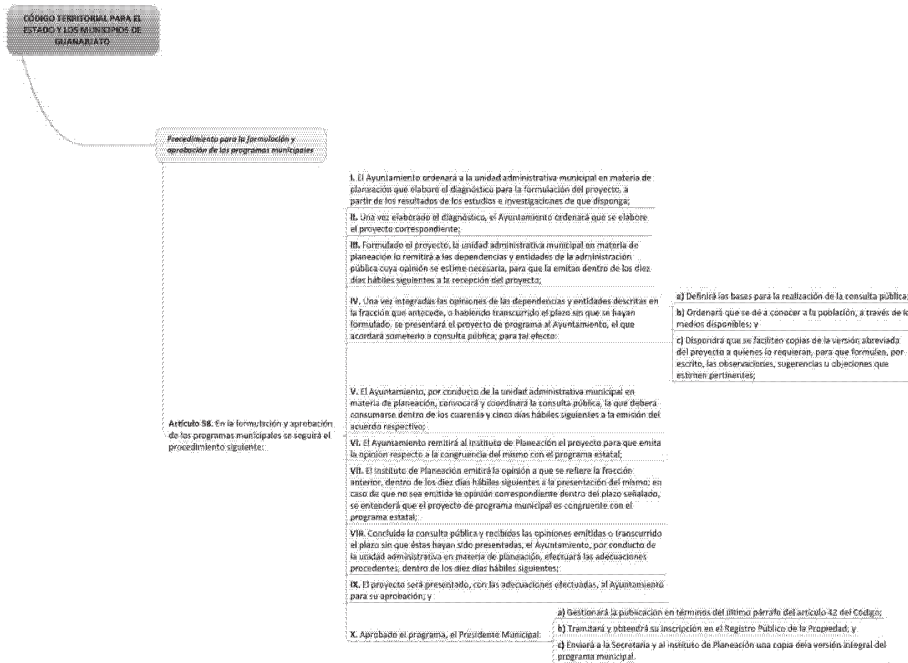 CÓDIGO TERRITORIAL PARA EL
ESTADO Y LOS MUNICIPIOS DE
GUANAJUATO
Procedimiento para la formulación y
aprobación de los programas municipales
Artículo 58. En la formulación y aprobación
de los programas municipales se seguirá el
procedimiento siguiente:
I. El Ayuntamiento ordenará a la unidad administrativa municipal en materia de
planeación que elabore el diagnóstico para la formulación del proyecto, a
partir de los resultados de los estudios e investigaciones de que disponga;
II. Una vez elaborado el diagnóstico, el Ayuntamiento ordenará que se elabore
el proyecto correspondiente;
III. Formulado el proyecto, la unidad administrativa municipal en materia de
planeación lo remitirá a las dependencias y entidades de la administración
pública cuya opinión se estime necesaria, para que la emitan dentro de los diez
días hábiles siguientes a la recepción del proyecto;
IV. Una vez integradas las opiniones de las dependencias y entidades descritas en
la fracción que antecede, o habiendo transcurrido el plazo sin que se hayan
formulado, se presentará el proyecto de programa al Ayuntamiento, el que
acordará someterlo a consulta pública; para tal efecto:
a) Definirá las bases para la realización de la consulta pública;
b) Ordenará que se dé a conocer a la población, a través de lo
medios disponibles; y
c) Dispondrá que se faciliten copias de la versión abreviada
del proyecto a quienes lo requieran, para que formulen, por
escrito, las observaciones, sugerencias u objeciones que
estimen pertinentes;
V. El Ayuntamiento, por conducto de la unidad administrativa municipal en
materia de planeación, convocará y coordinará la consulta pública, la que deberá
consumarse dentro de los cuarenta y cinco días hábiles siguientes a la emisión del
acuerdo respectivo;
VI. El Ayuntamiento remitirá al Instituto de Planeación el proyecto para que emita
la opinión respecto a la congruencia del mismo con el programa estatal;
VII. El Instituto de Planeación emitirá la opinión a que se refiere la fracción
anterior, dentro de los diez días hábiles siguientes a la presentación del mismo; en
caso de que no sea emitida la opinión correspondiente dentro del plazo señalado,
se entenderá que el proyecto de programa municipal es congruente con el
programa estatal;
VIII. Concluida la consulta pública y recibidas las opiniones emitidas o transcurrido
el plazo sin que éstas hayan sido presentadas, el Ayuntamiento, por conducto de
la unidad administrativa en materia de planeación, efectuará las adecuaciones
procedentes, dentro de los diez días hábiles siguientes;
IX. El proyecto será presentado, con las adecuaciones efectuadas, al Ayuntamiento
para su aprobación; y
X. Aprobado el programa, el Presidente Municipal:
a) Gestionará la publicación en términos del último párrafo del artículo 42 del Código;
b) Tramitará y obtendrá su inscripción en el Registro Público de la Propiedad; y
c) Enviará a la Secretaría y al Instituto de Planeación una copia dela versión integral del
programa municipal.